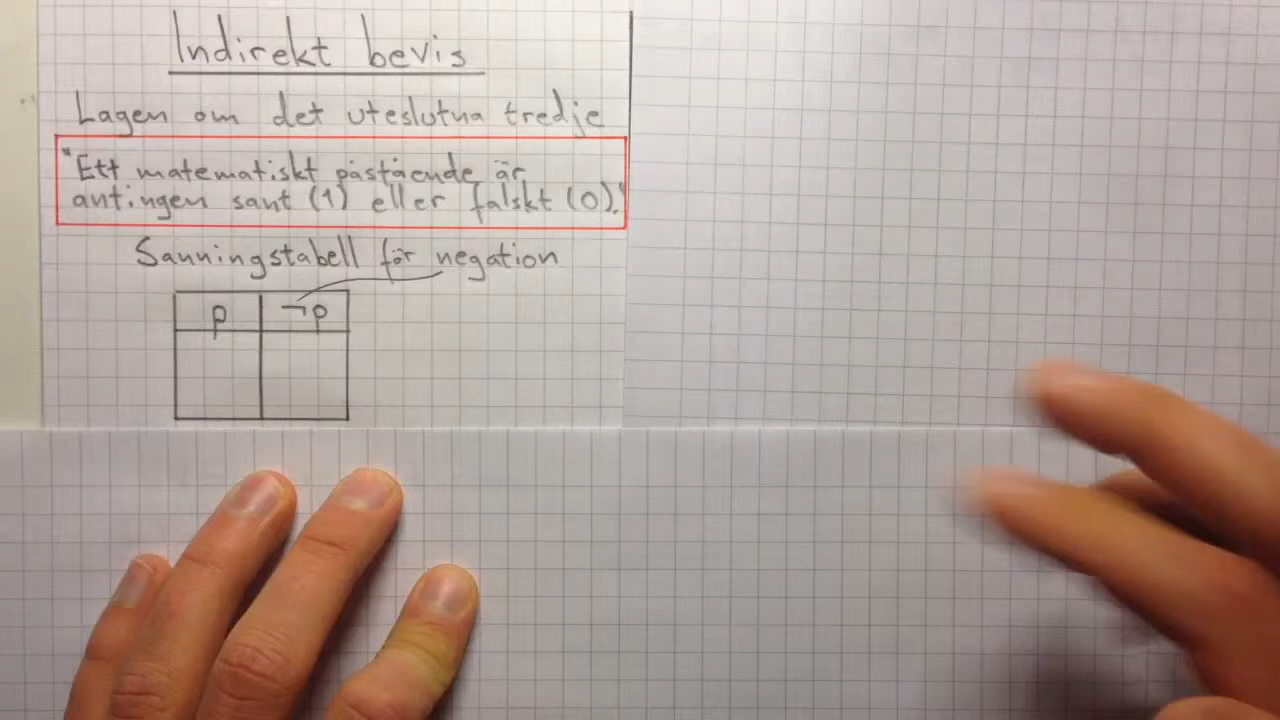 Indirekt bevis
Lagen om det uteslutna tredje
"Ett matematiskt påstående är
antingen sant (1) eller falskt (0)."
Sanningstabell för negation
p ¬p